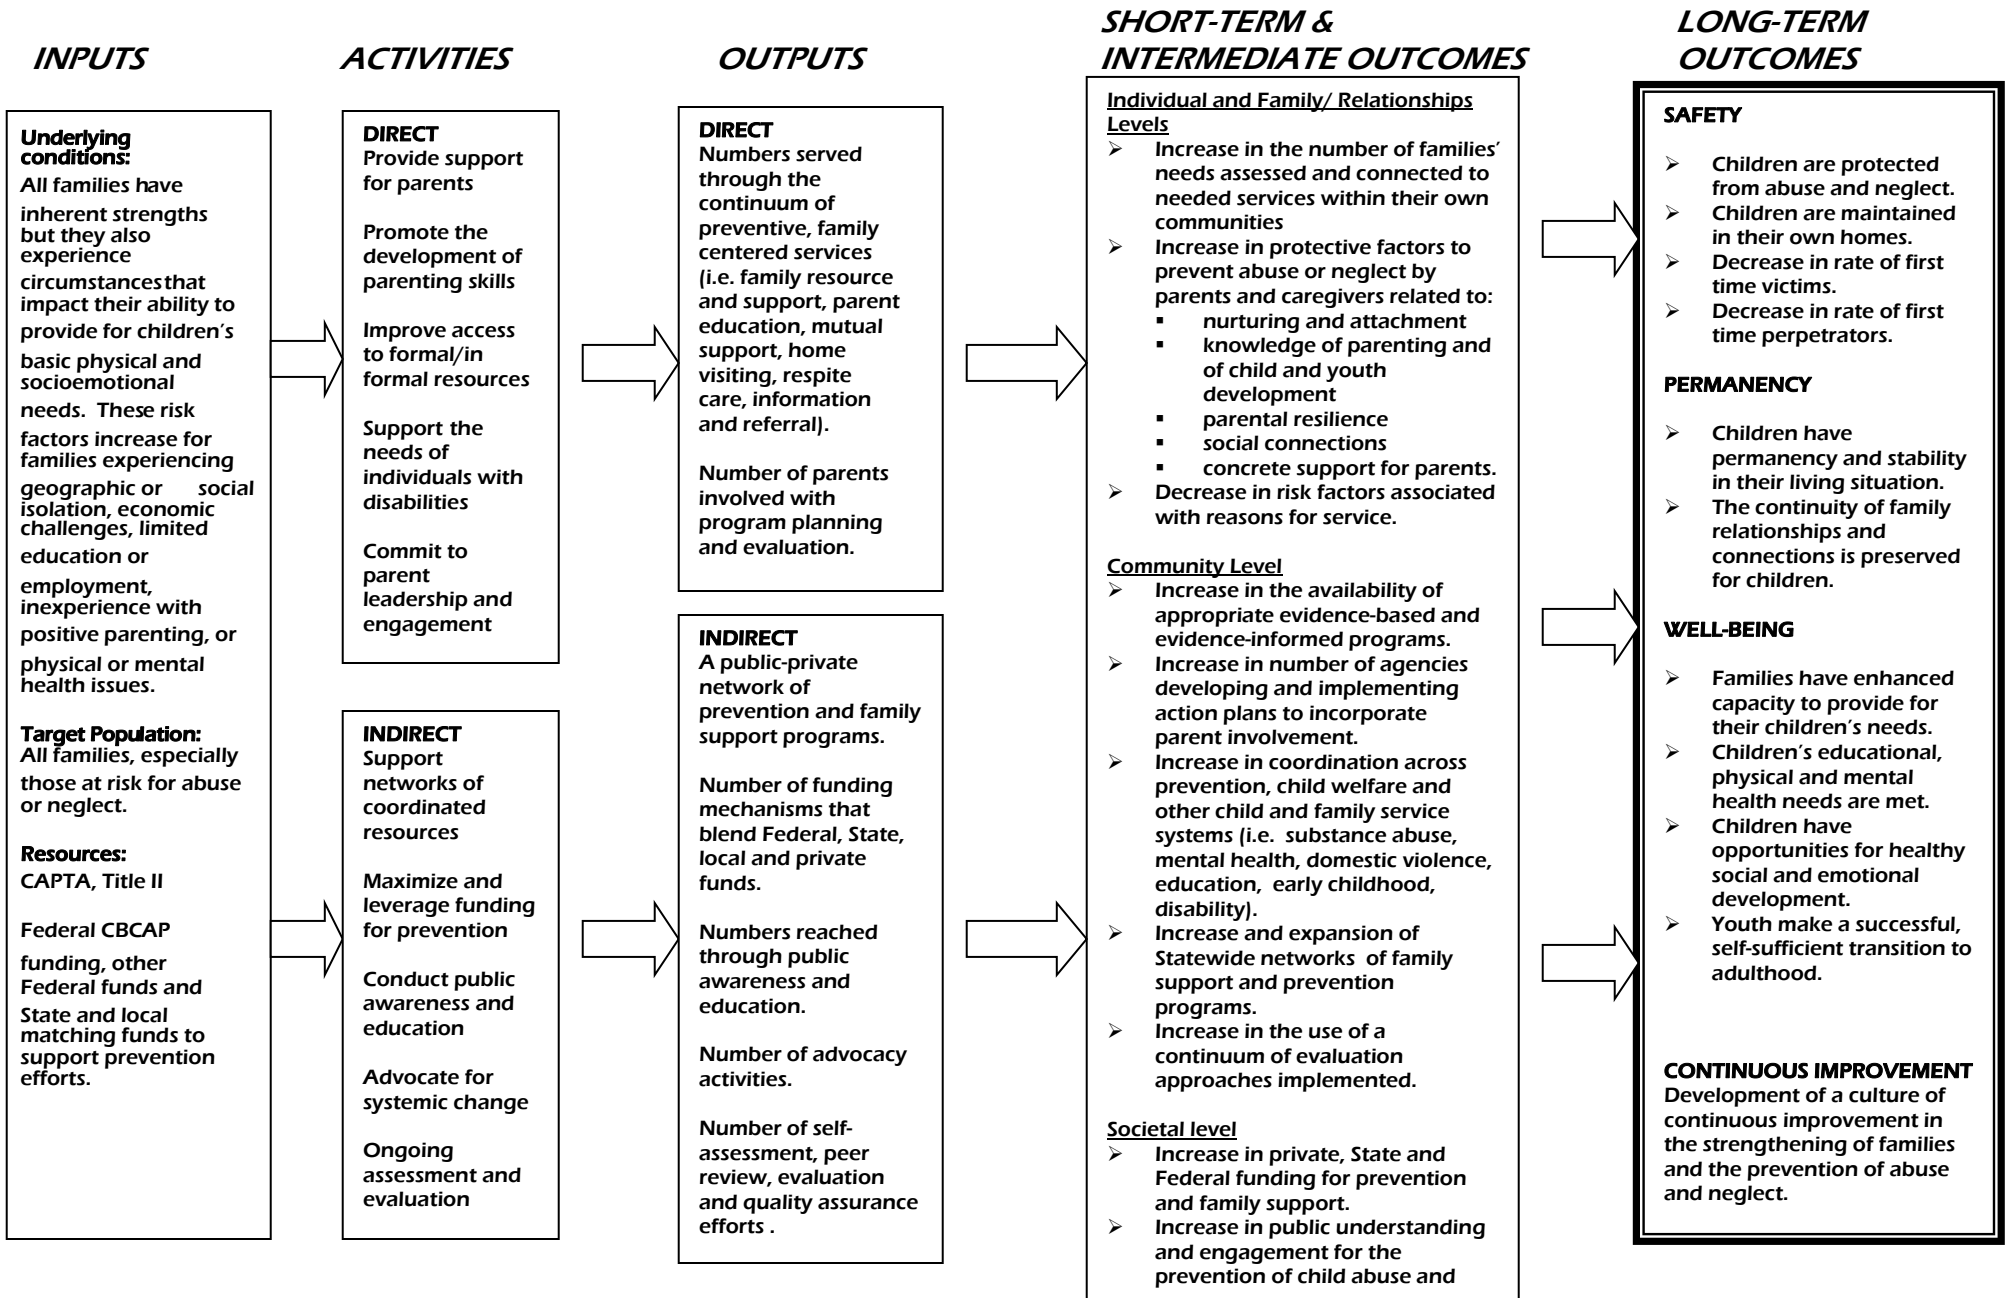 INPUTS
ACTIVITIES
OUTPUTS
SHORT-TERM &
INTERMEDIATE OUTCOMES
LONG-TERM
OUTCOMES
Underlying
conditions:
All families have
inherent strengths
but they also
experience
circumstances that
impact their ability to
provide for children's
basic physical and
socioemotional
needs. These risk
factors increase for
families experiencing
geographic or social
isolation, economic
challenges, limited
education or
employment,
inexperience with
positive parenting, or
physical or mental
health issues.
Target Population:
All families, especially
those at risk for abuse
or neglect.
Resources:
CAPTA, Title II
Federal CBCAP
funding, other
Federal funds and
State and local
matching funds to
support prevention
efforts.
DIRECT
Provide support
for parents
Promote the
development of
parenting skills
Improve access
to formal/in
formal resources
Support the
needs of
individuals with
disabilities
Commit to
parent
leadership and
engagement
INDIRECT
Support
networks of
coordinated
resources
Maximize and
leverage funding
for prevention
Conduct public
awareness and
education
Advocate for
systemic change
Ongoing
assessment and
evaluation
DIRECT
Numbers served
through the
continuum of
preventive, family
centered services
(i.e. family resource
and support, parent
education, mutual
support, home
visiting, respite
care, information
and referral).
Number of parents
involved with
program planning
and evaluation.
INDIRECT
A public-private
network of
prevention and family
support programs.
Number of funding
mechanisms that
blend Federal, State,
local and private
funds.
Numbers reached
through public
awareness and
education.
Number of advocacy
activities.
Number of self-
assessment, peer
review, evaluation
and quality assurance
efforts .
Individual and Family/ Relationships
Levels
➢ Increase in the number of families'
needs assessed and connected to
needed services within their own
communities
➢ Increase in protective factors to
prevent abuse or neglect by
parents and caregivers related to:
▪ nurturing and attachment
▪ knowledge of parenting and
of child and youth
development
▪ parental resilience
▪ social connections
▪ concrete support for parents.
➢ Decrease in risk factors associated
with reasons for service.
Community Level
➢ Increase in the availability of
appropriate evidence-based and
evidence-informed programs.
➢ Increase in number of agencies
developing and implementing
action plans to incorporate
parent involvement.
➢ Increase in coordination across
prevention, child welfare and
other child and family service
systems (i.e. substance abuse,
mental health, domestic violence,
education, early childhood,
disability).
➢ Increase and expansion of
Statewide networks of family
support and prevention
programs.
➢ Increase in the use of a
continuum of evaluation
approaches implemented.
Societal level
➢ Increase in private, State and
Federal funding for prevention
and family support.
➢ Increase in public understanding
and engagement for the
prevention of child abuse and
SAFETY
➢ Children are protected
from abuse and neglect.
➢ Children are maintained
in their own homes.
➢ Decrease in rate of first
time victims.
➢ Decrease in rate of first
time perpetrators.
PERMANENCY
➢ Children have
permanency and stability
in their living situation.
➢ The continuity of family
relationships and
connections is preserved
for children.
WELL-BEING
➢ Families have enhanced
capacity to provide for
their children's needs.
➢ Children's educational,
physical and mental
health needs are met.
➢ Children have
opportunities for healthy
social and emotional
development.
➢ Youth make a successful,
self-sufficient transition to
adulthood.
CONTINUOUS IMPROVEMENT
Development of a culture of
continuous improvement in
the strengthening of families
and the prevention of abuse
and neglect.